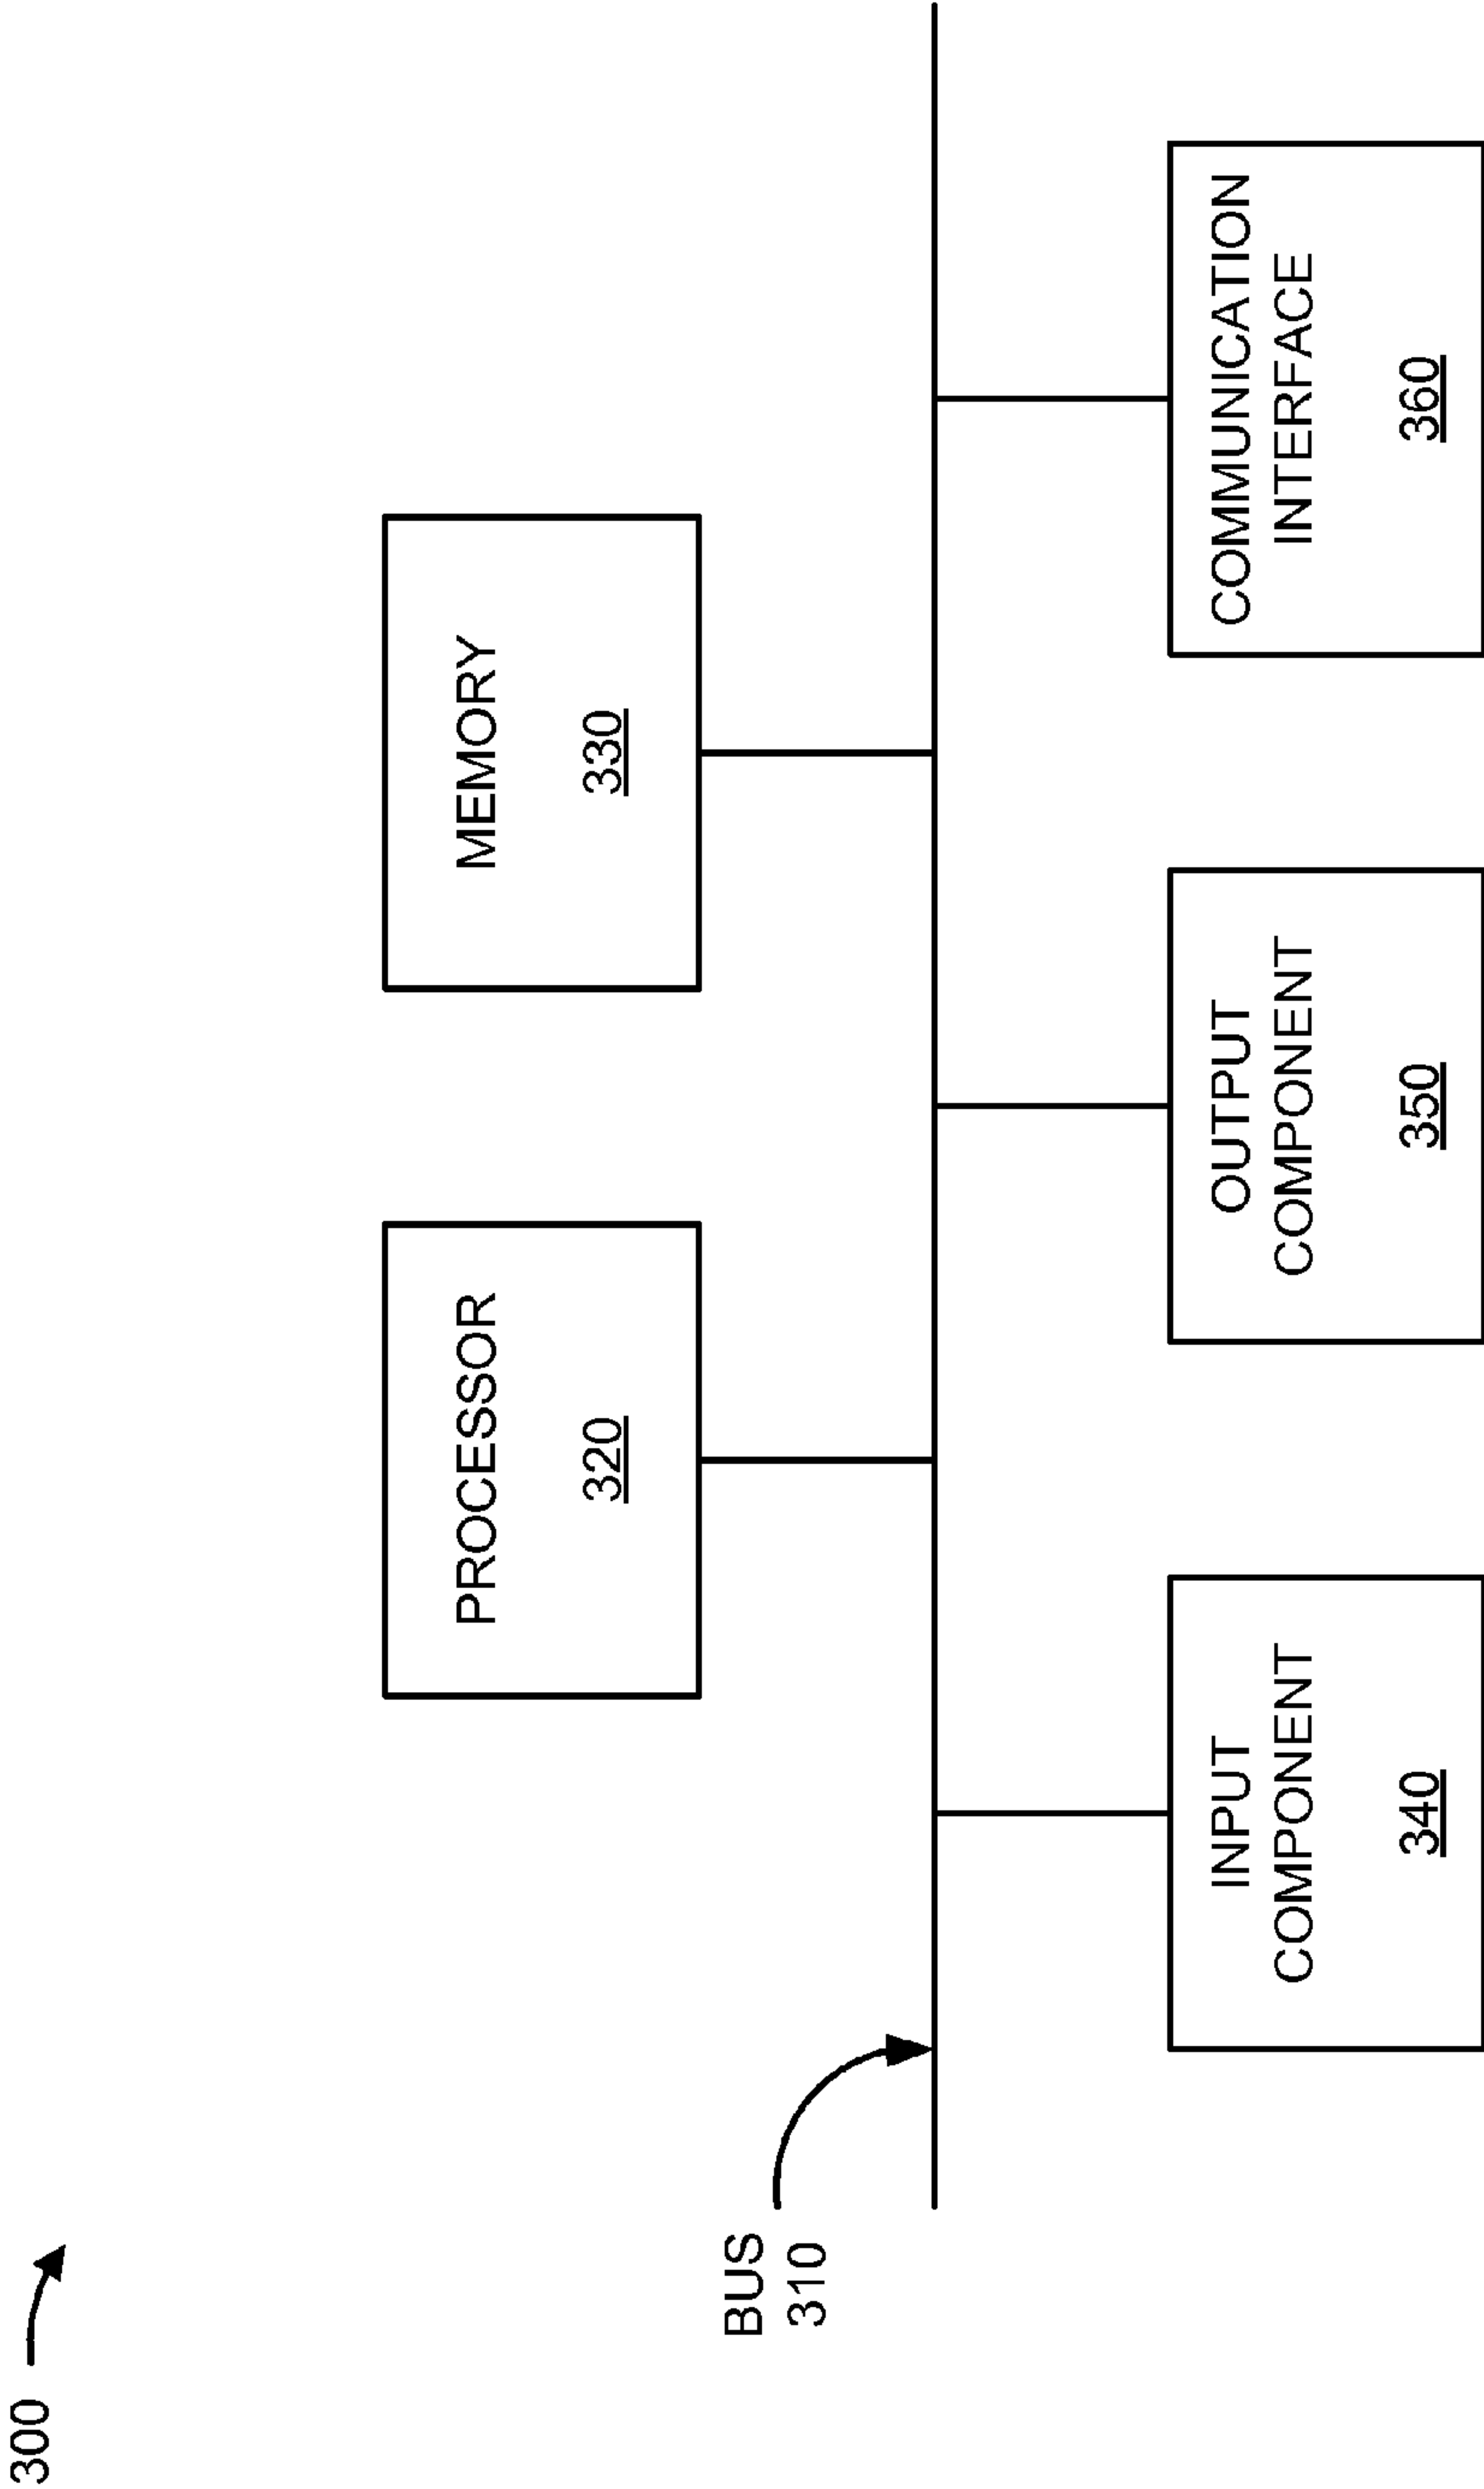 300
PROCESSOR
320
MEMORY
330
BUS
310
INPUT
COMPONENT
340
OUTPUT
COMPONENT
350
COMMUNICATION
INTERFACE
360